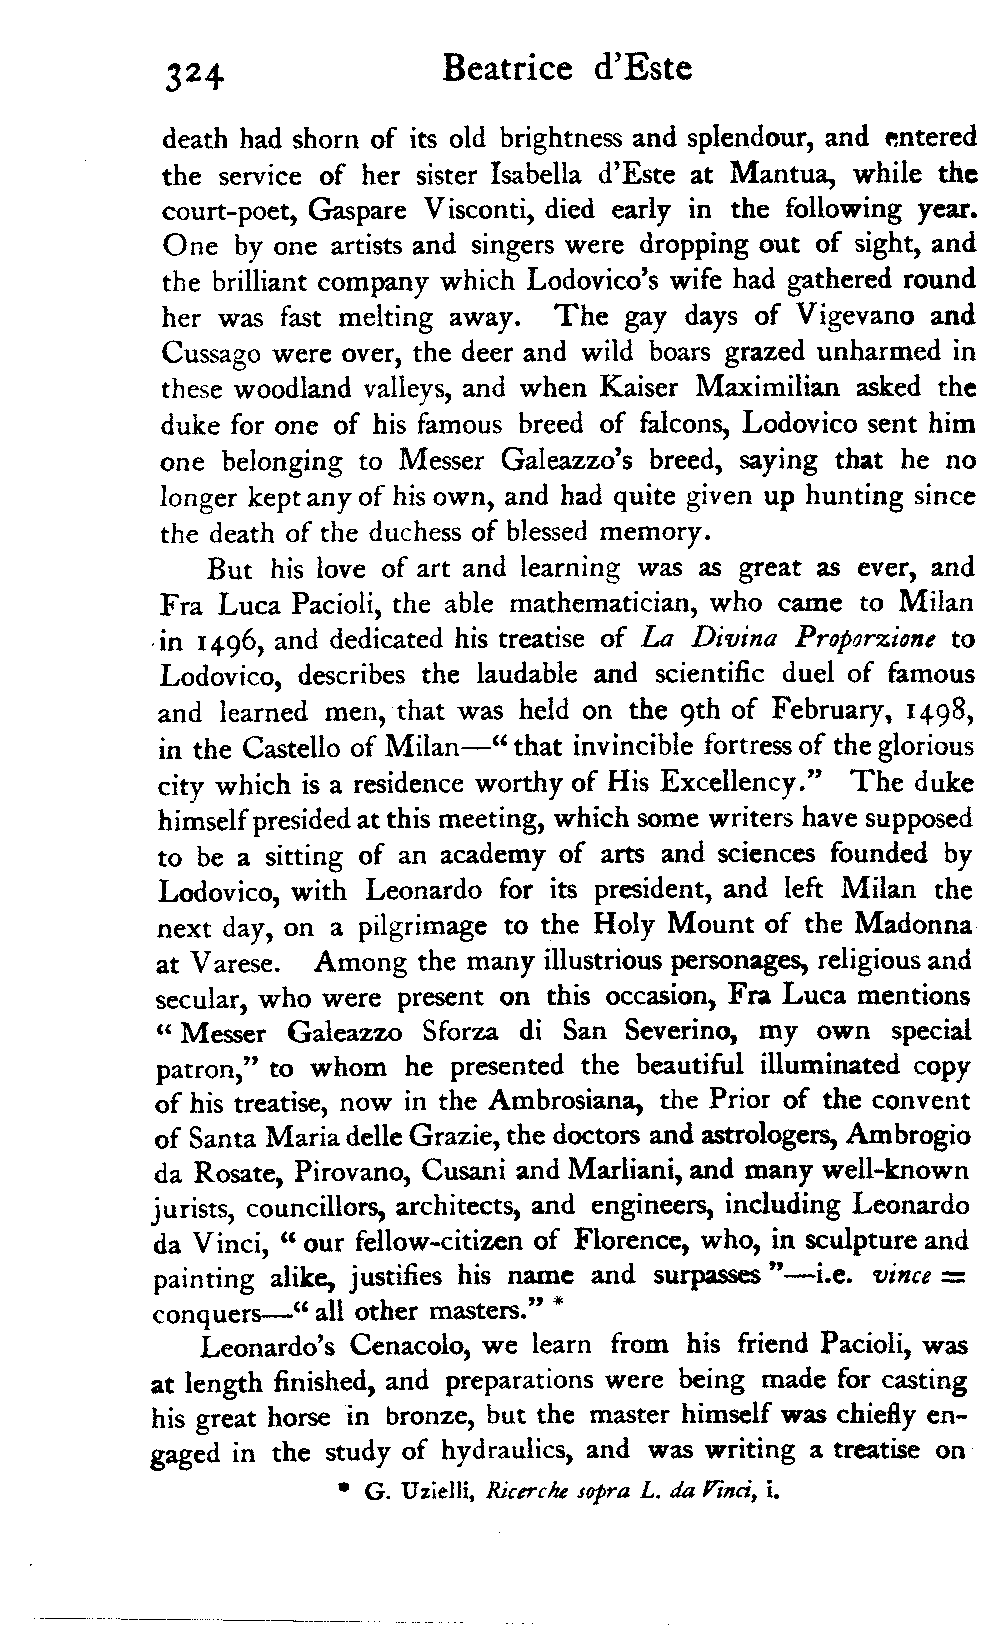 324 Beatrice d'Este
death had shorn of its old brightness and splendour, and entered
the service of her sister Isabella d'Este at Mantua, while the
court-poet, Gaspare Visconti, died early in the following year.
One by one artists and singers were dropping out of sight, and
the brilliant company which Lodovico's wife had gathered round
her was fast melting away. The gay days of Vigevano and
Cussago were over, the deer and wild boars grazed unharmed in
these woodland valleys, and when Kaiser Maximilian asked the
duke for one of his famous breed of falcons, Lodovico sent him
one belonging to Messer Galeazzo's breed, saying that he no
longer kept any of his own, and had quite given up hunting since
the death of the duchess of blessed memory.
But his love of art and learning was as great as ever, and
Fra Luca Pacioli, the able mathematician, who came to Milan
in 1496, and dedicated his treatise of La Divina Proporzione to
Lodovico, describes the laudable and scientific duel of famous
and learned men, that was held on the 9th of February, 1498,
in the Castello of Milan—“ that invincible fortress of the glorious
city which is a residence worthy of His Excellency.” The duke
himself presided at this meeting, which some writers have supposed
to be a sitting of an academy of arts and sciences founded by
Lodovico, with Leonardo for its president, and left Milan the
next day, on a pilgrimage to the Holy Mount of the Madonna
at Varese. Among the many illustrious personages, religious and
secular, who were present on this occasion, Fra Luca mentions
“ Messer Galeazzo Sforza di San Severino, my own special
patron,” to whom he presented the beautiful illuminated copy
of his treatise, now in the Ambrosiana, the Prior of the convent
of Santa Maria delle Grazie, the doctors and astrologers, Ambrogio
da Rosate, Pirovano, Cusani and Marliani, and many well-known
jurists, councillors, architects, and engineers, including Leonardo
da Vinci, “ our fellow-citizen of Florence, who, in sculpture and
painting alike, justifies his name and surpasses ”—i.e. vince =
conquers—“ all other masters.” *
Leonardo's Cenacolo, we learn from his friend Pacioli, was
at length finished, and preparations were being made for casting
his great horse in bronze, but the master himself was chiefly en-
gaged in the study of hydraulics, and was writing a treatise on
* G. Uzielli, Ricerche sopra L. da Vinci, i.